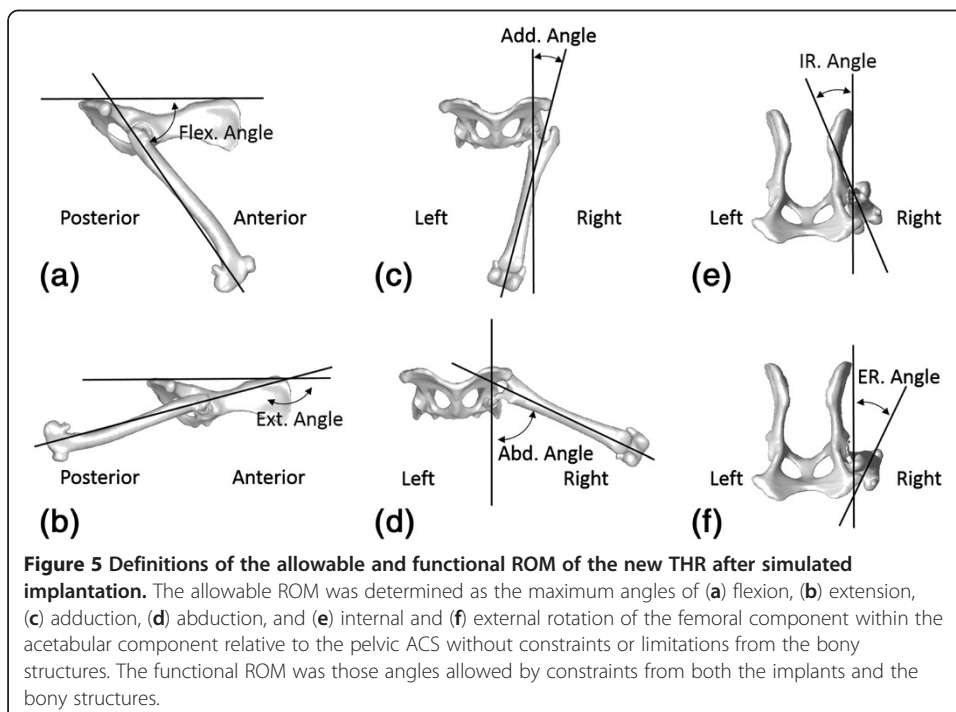 Add. Angle
IR. Angle
Flex. Angle
Posterior
Anterior
Left
Right
Left
Right
(a)
(c)
(e)
Ext. Angle
Abd. Angle
ER. Angle
Posterior
Anterior
Left
Right
Left
Right
(b)
(d)
(f)
Figure 5 Definitions of the allowable and functional ROM of the new THR after simulated
implantation. The allowable ROM was determined as the maximum angles of (a) flexion, (b) extension,
(c) adduction, (d) abduction, and (e) internal and (f) external rotation of the femoral component within the
acetabular component relative to the pelvic ACS without constraints or limitations from the bony
structures. The functional ROM was those angles allowed by constraints from both the implants and the
bony structures.